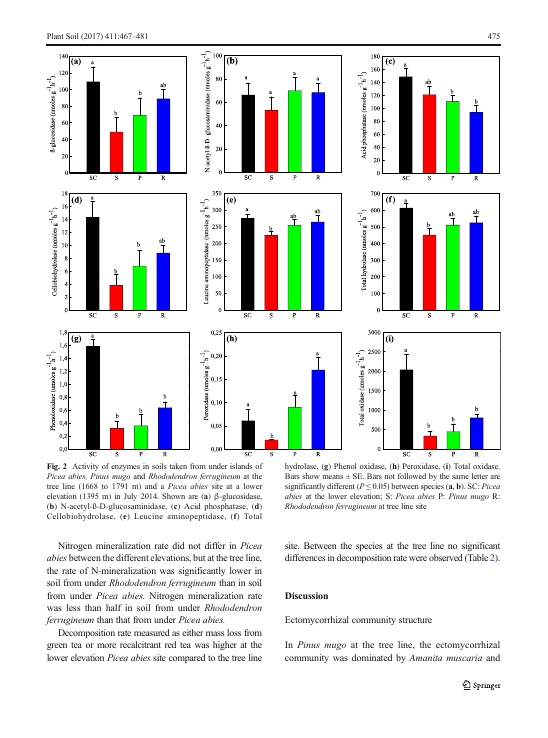 Plant Soil (2017) 411:467–481 475
(a)
β-glucosidase (nmoles g⁻¹h⁻¹)
140
120
100
80
60
40
20
0
a
b
b
ab
SC S P R
(b)
N-acetyl-ß-D- glucosaminidase (nmoles g⁻¹h⁻¹)
100
80
60
40
20
0
a
a
a
a
SC S P R
(c)
Acid phosphatase (nmoles g⁻¹h⁻¹)
180
160
140
120
100
80
60
40
20
0
a
ab
b
b
SC S P R
(d)
Cellobiohydrolase (nmoles g⁻¹h⁻¹)
18
16
14
12
10
8
6
4
2
0
a
b
b
ab
SC S P R
(e)
Leucine aminopeptidase (nmoles g⁻¹h⁻¹)
350
300
250
200
150
100
50
0
a
b
ab
ab
SC S P R
(f)
Total hydrolase (nmoles g⁻¹h⁻¹)
700
600
500
400
300
200
100
0
a
b
ab
ab
SC S P R
(g)
Phenoloxidase (nmoles g⁻¹h⁻¹)
1,8
1,6
1,4
1,2
1,0
0,8
0,6
0,4
0,2
0,0
a
b
b
b
SC S P R
(h)
Peroxidase (nmoles g⁻¹h⁻¹)
0,25
0,20
0,15
0,10
0,05
0,00
a
b
a
a
SC S P R
(i)
Total oxidase (nmoles g⁻¹h⁻¹)
3000
2500
2000
1500
1000
500
0
a
b
b
b
SC S P R
Fig. 2 Activity of enzymes in soils taken from under islands of
Picea abies, Pinus mugo and Rhododendron ferrugineum at the
tree line (1668 to 1791 m) and a Picea abies site at a lower
elevation (1395 m) in July 2014. Shown are (a) β-glucosidase,
(b) N-acetyl-ß-D-glucosaminidase, (c) Acid phosphatase, (d)
Cellobiohydrolase, (e) Leucine aminopeptidase, (f) Total
hydrolase, (g) Phenol oxidase, (h) Peroxidase, (i) Total oxidase.
Bars show means ± SE. Bars not followed by the same letter are
significantly different (P ≤ 0.05) between species (a, b). SC: Picea
abies at the lower elevation; S: Picea abies P: Pinus mugo R:
Rhododendron ferrugineum at tree line site
Nitrogen mineralization rate did not differ in Picea
abies between the different elevations, but at the tree line,
the rate of N-mineralization was significantly lower in
soil from under Rhododendron ferrugineum than in soil
from under Picea abies. Nitrogen mineralization rate
was less than half in soil from under Rhododendron
ferrugineum than that from under Picea abies.
Decomposition rate measured as either mass loss from
green tea or more recalcitrant red tea was higher at the
lower elevation Picea abies site compared to the tree line
site. Between the species at the tree line no significant
differences in decomposition rate were observed (Table 2).
Discussion
Ectomycorrhizal community structure
In Pinus mugo at the tree line, the ectomycorrhizal
community was dominated by Amanita muscaria and
Springer